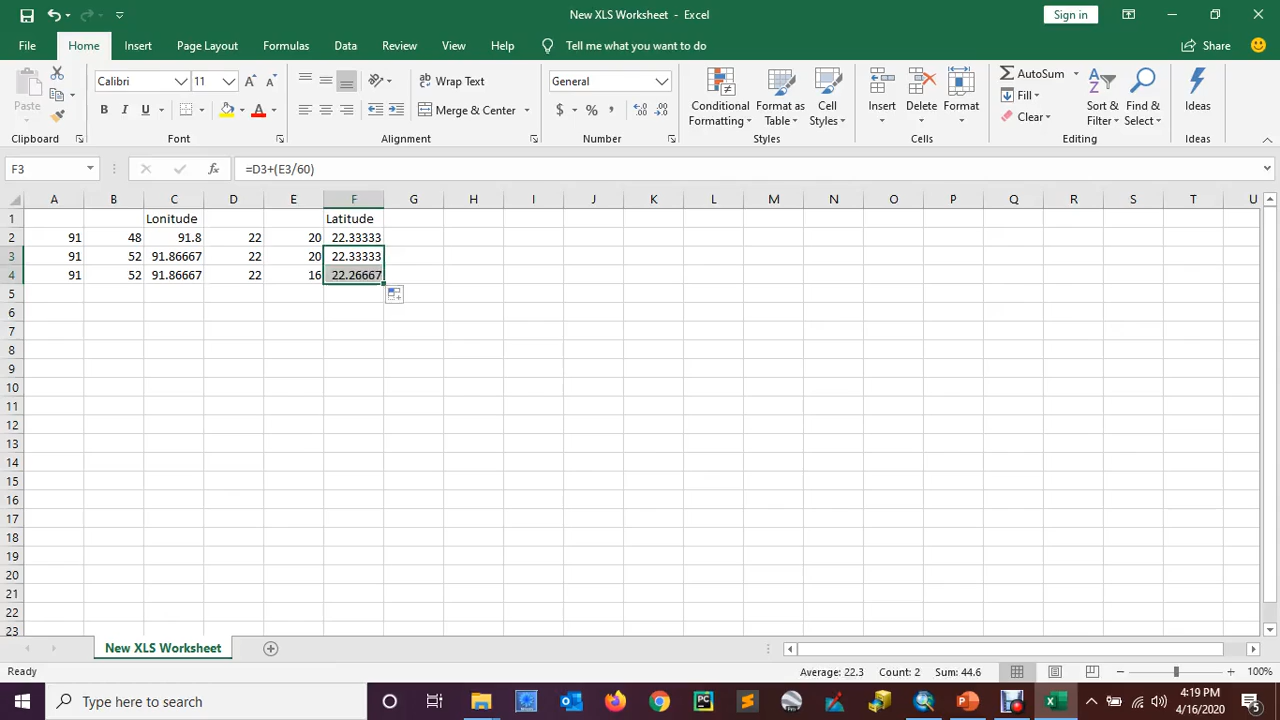 New XLS Worksheet - Excel
Sign in
File Home Insert Page Layout Formulas Data Review View Help Tell me what you want to do Share
Paste
Clipboard
Calibri 11
B I U
Font
Wrap Text
Merge & Center
Alignment
General
$ % ,
Number
Conditional Formatting
Format as Table
Cell Styles
Styles
Insert
Delete
Format
Cells
AutoSum
Fill
Clear
Sort & Filter
Find & Select
Editing
Ideas
Ideas
F3 fx =D3+(E3/60)
A B C D E F G H I J K L M N O P Q R S T U
1 Lonitude Latitude
2 91 48 91.8 22 20 22.33333
3 91 52 91.86667 22 20 22.33333
4 91 52 91.86667 22 16 22.26667
5
6
7
8
9
10
11
12
13
14
15
16
17
18
19
20
21
22
23
New XLS Worksheet
Ready Average: 22.3 Count: 2 Sum: 44.6 100%
Type here to search
4:19 PM
4/16/2020
5